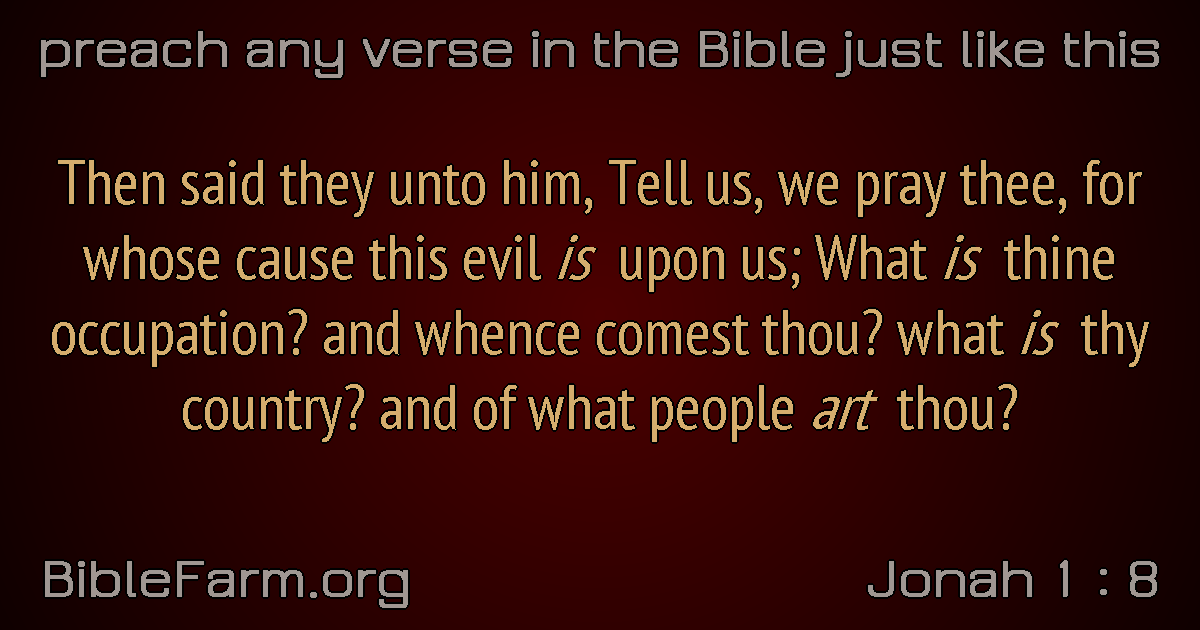 preach any verse in the Bible just like this
Then said they unto him, Tell us, we pray thee, for
whose cause this evil is upon us; What is thine
occupation? and whence comest thou? what is thy
country? and of what people art thou?
BibleFarm.org
Jonah 1 : 8